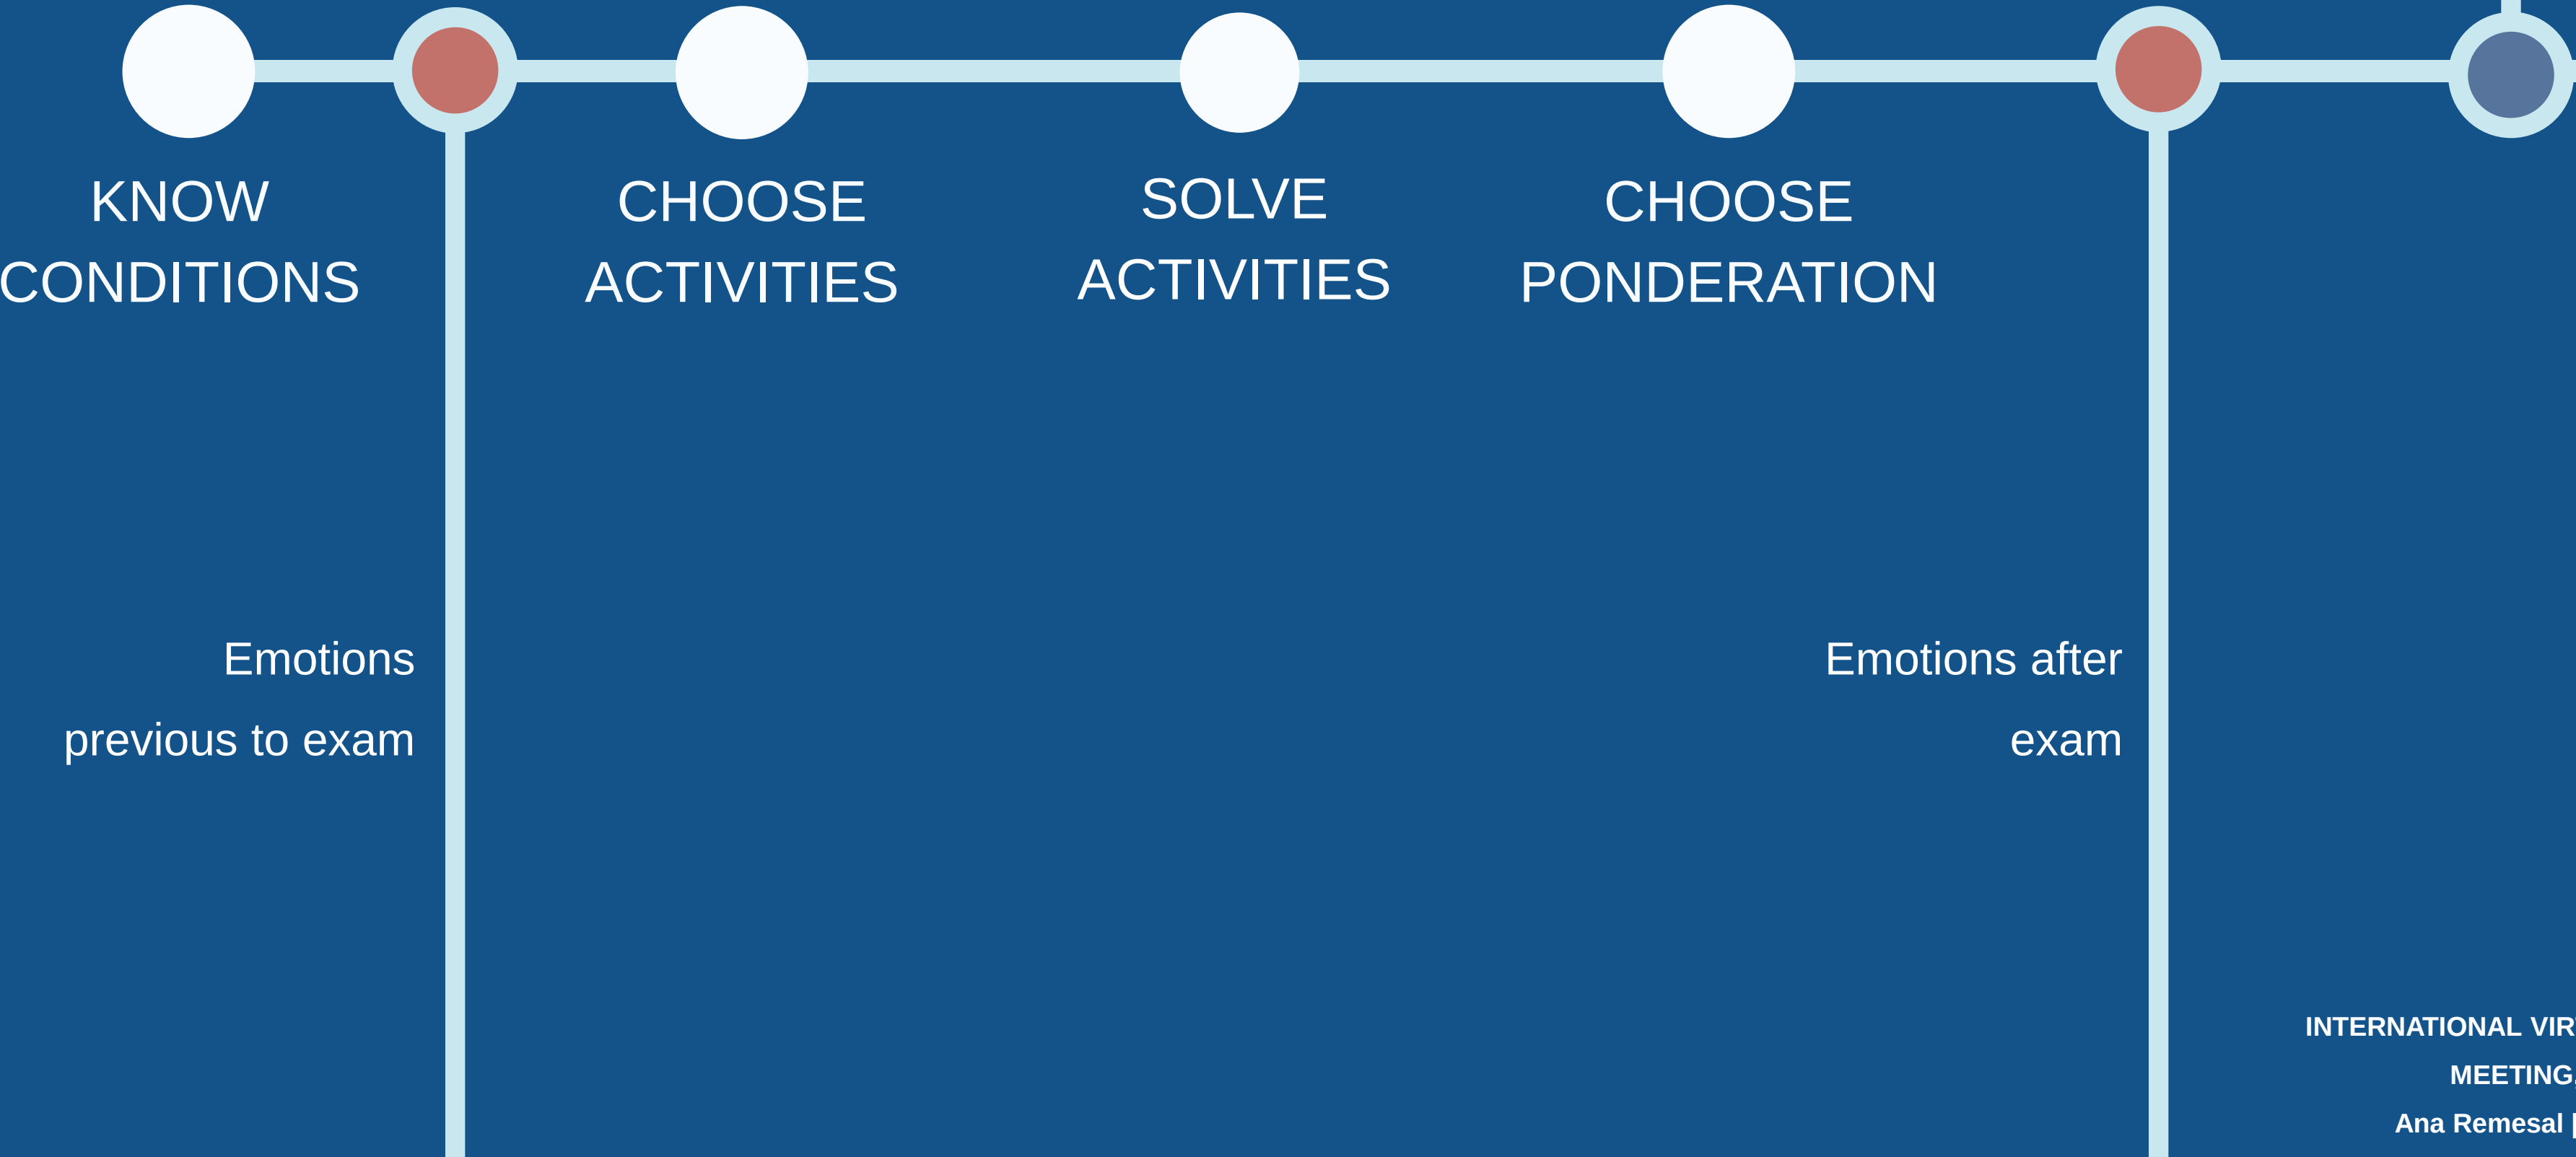 KNOW
CONDITIONS
CHOOSE
ACTIVITIES
SOLVE
ACTIVITIES
CHOOSE
PONDERATION
Emotions
previous to exam
Emotions after
exam
INTERNATIONAL
MEETING,
Ana Remesal